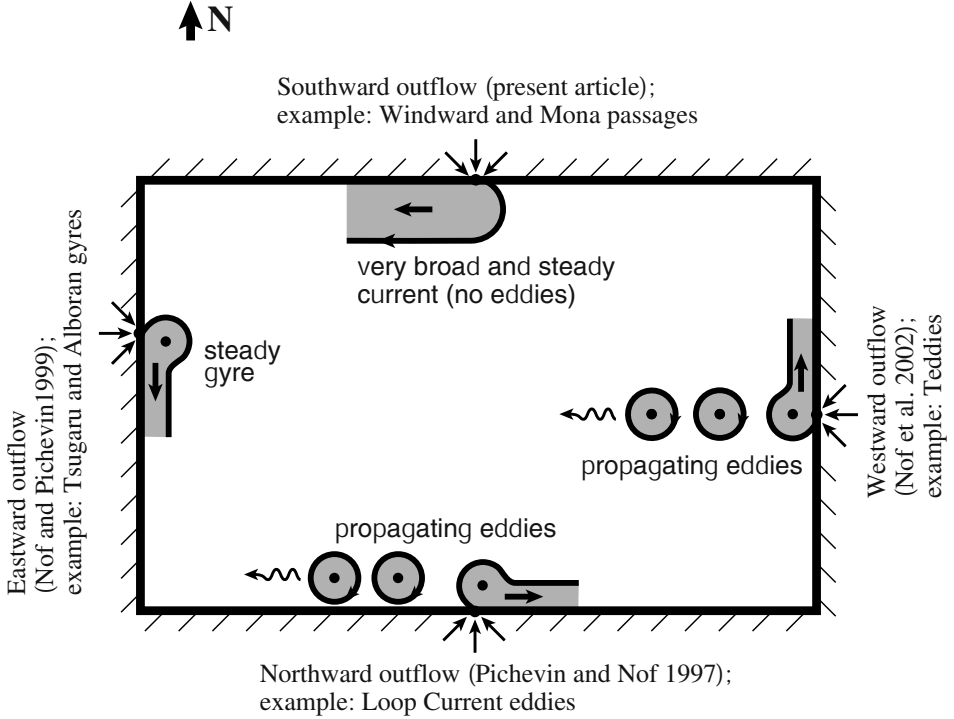 N
Southward outflow (present article);
example: Windward and Mona passages
very broad and steady
current (no eddies)
Eastward outflow
(Nof and Pichevin1999);
example: Tsugaru and Alboran gyres
steady
gyre
Westward outflow
(Nof et al. 2002);
example: Teddies
propagating eddies
propagating eddies
Northward outflow (Pichevin and Nof 1997);
example: Loop Current eddies